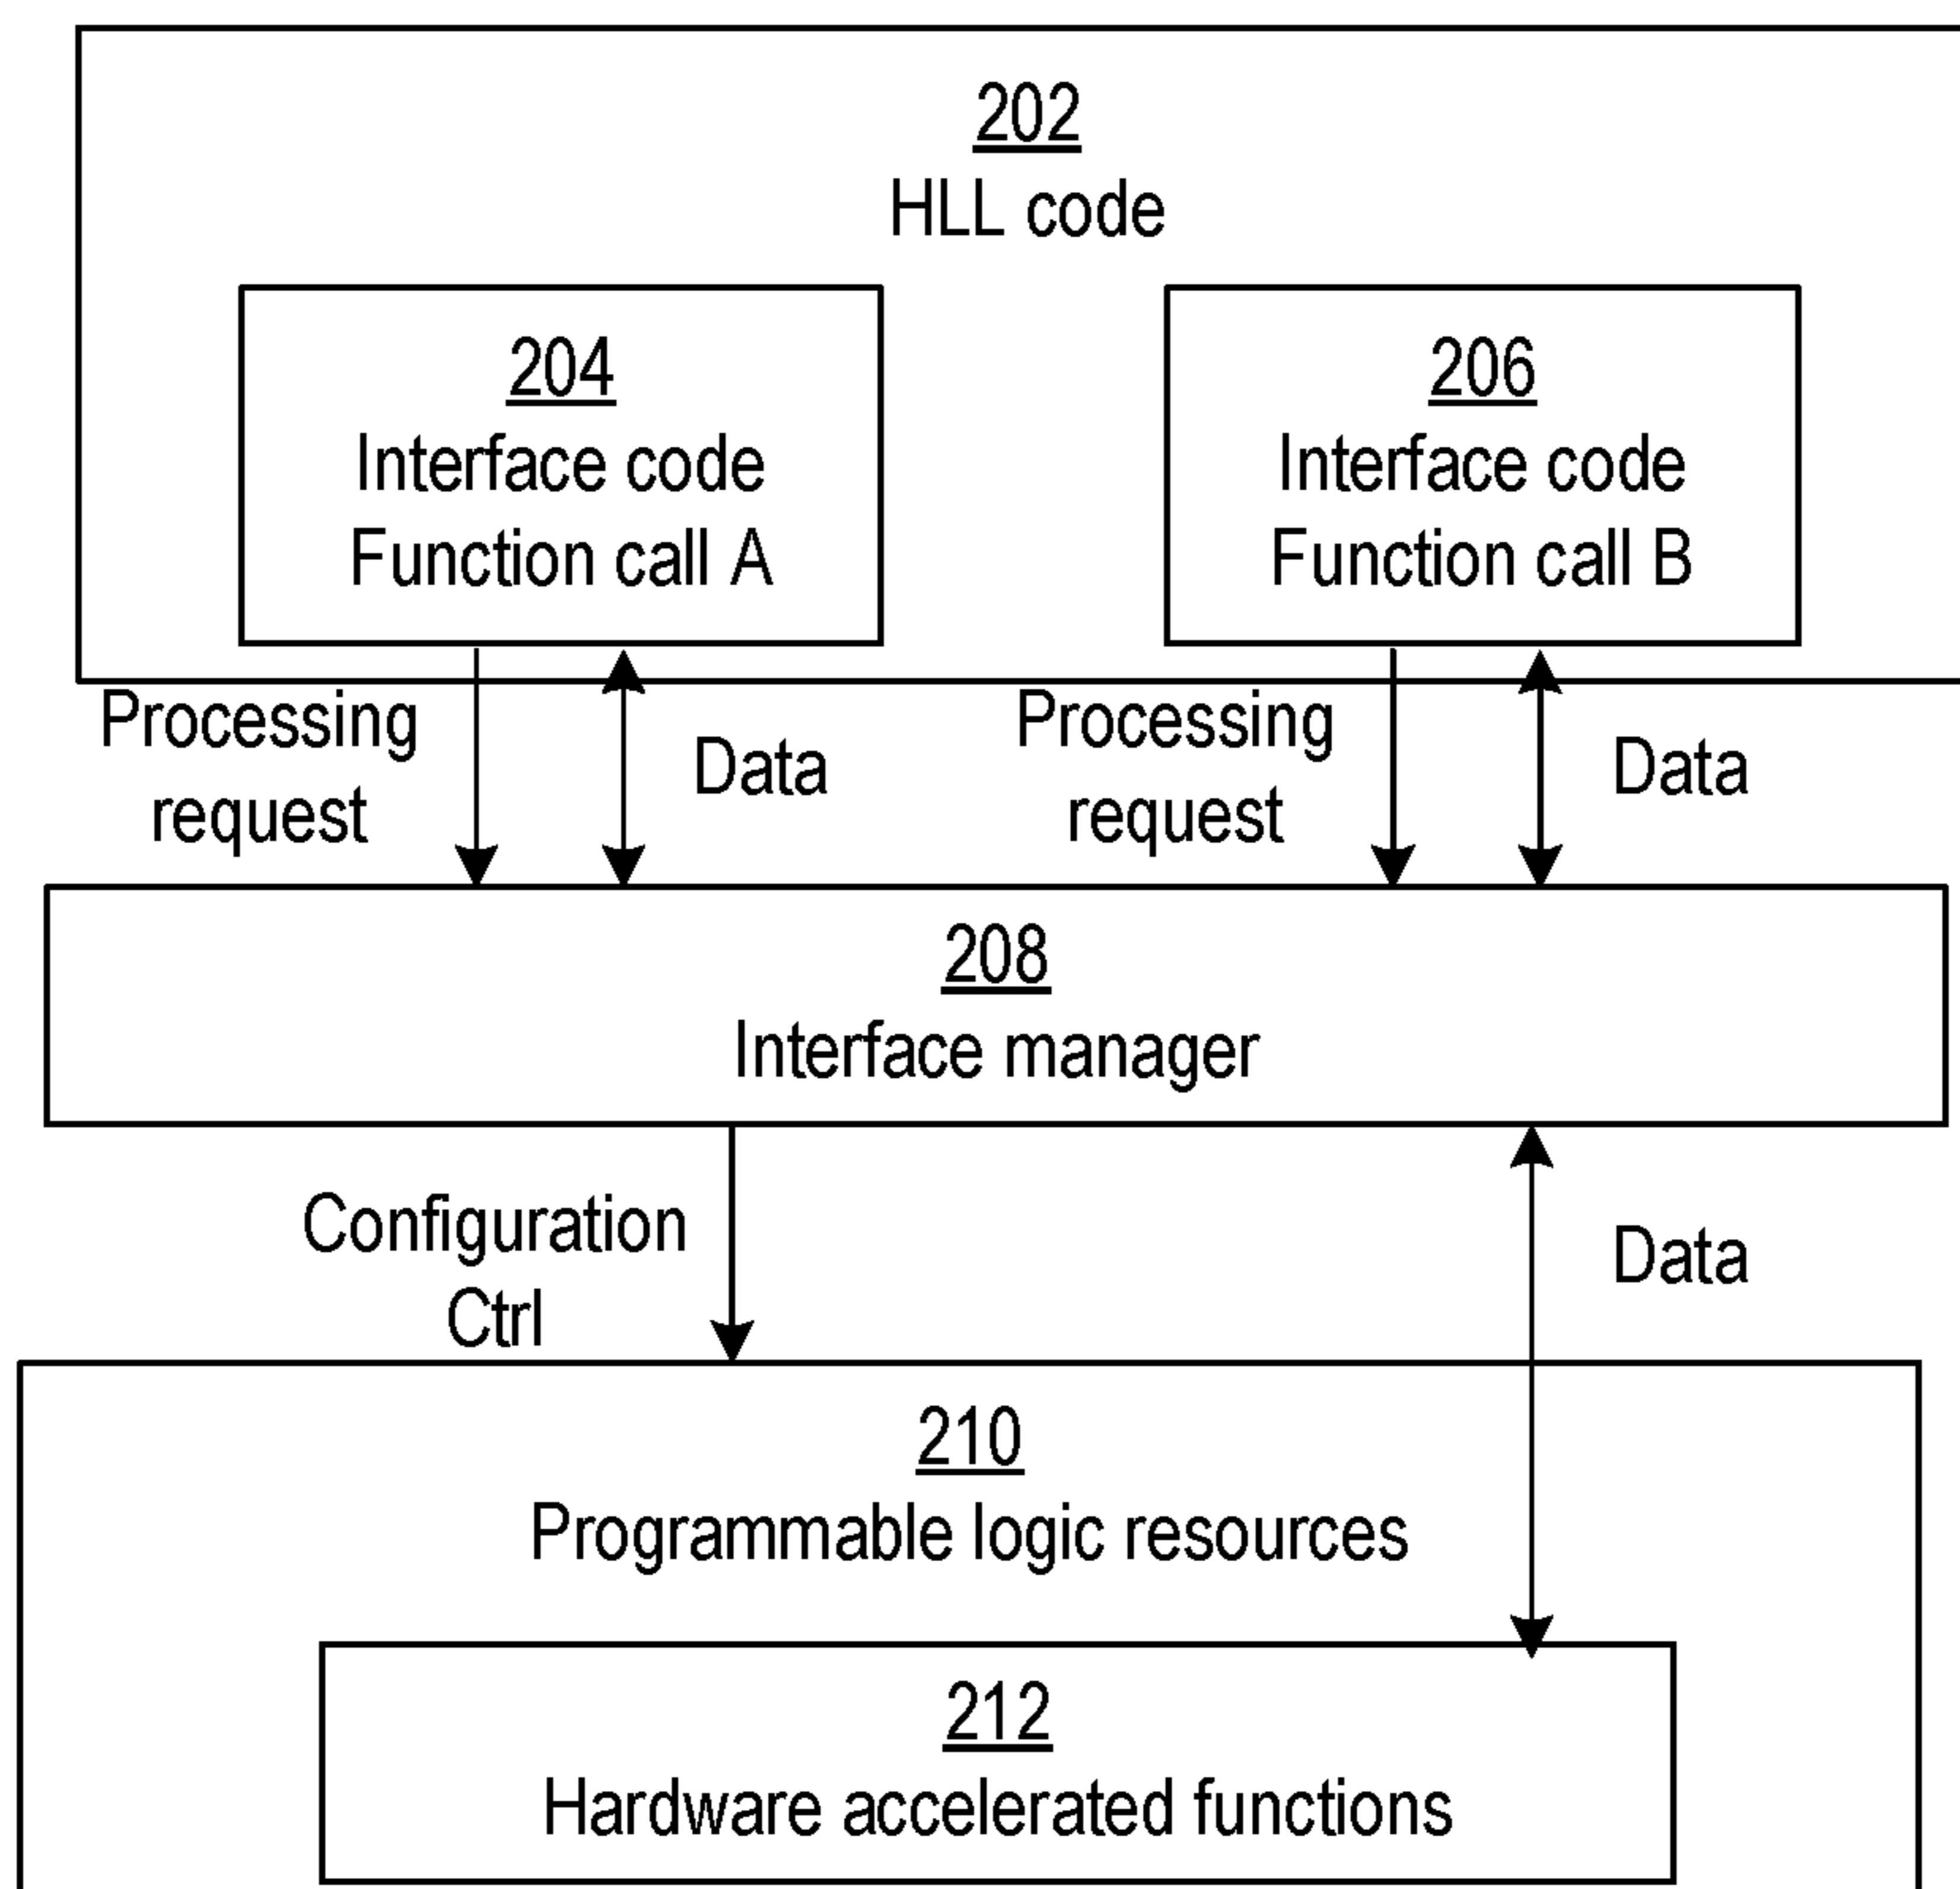 202
HLL code
204
Interface code
Function call A
206
Interface code
Function call B
Processing
request
Data
Processing
request
Data
208
Interface manager
Configuration
Ctrl
Data
210
Programmable logic resources
212
Hardware accelerated functions